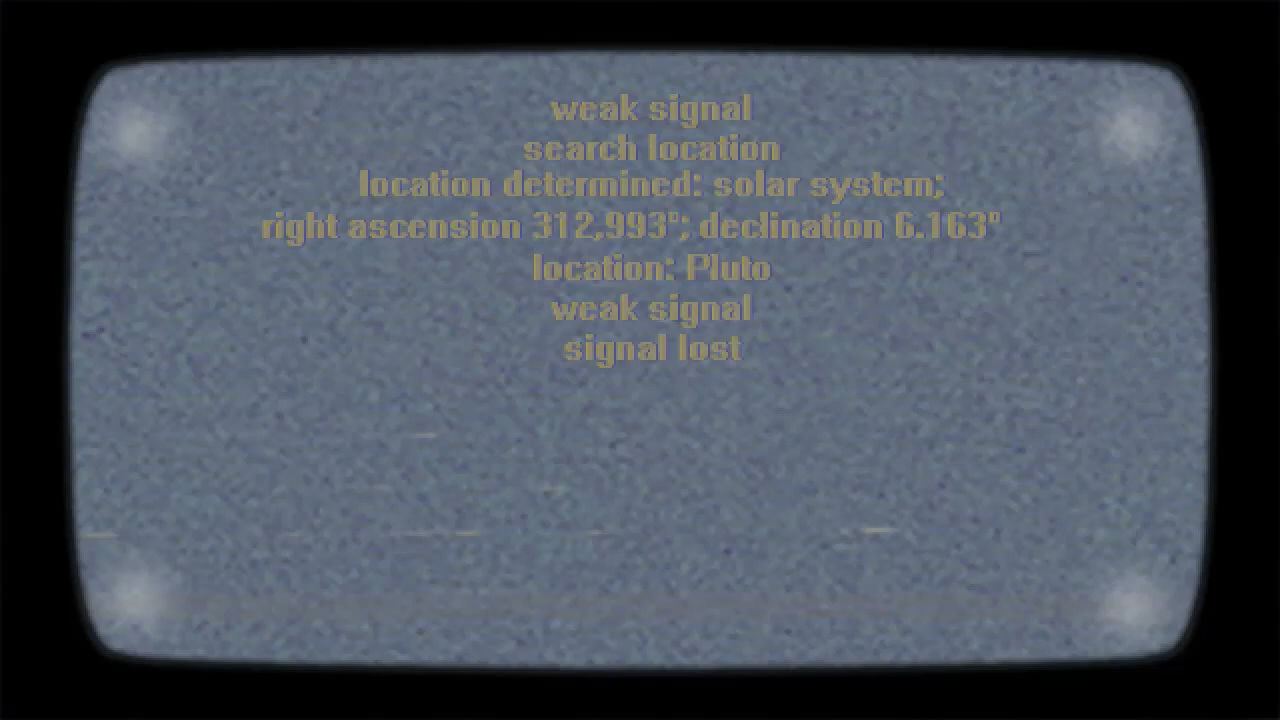 weak signal
search location
location determined: solar system;
right ascension 312,993°; declination 6.163°
location: Pluto
weak signal
signal lost